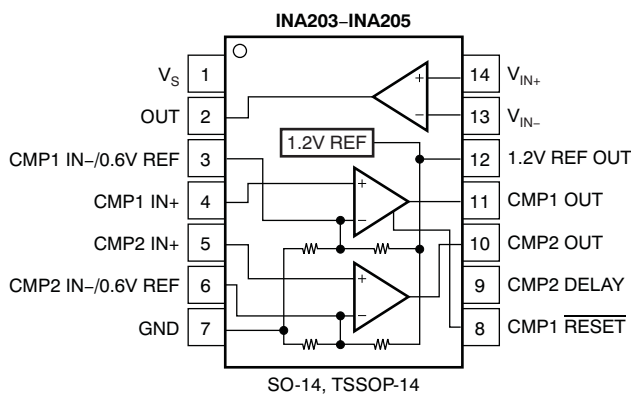 INA203–INA205
V_S 1
OUT 2
CMP1 IN–/0.6V REF 3
CMP1 IN+ 4
CMP2 IN+ 5
CMP2 IN–/0.6V REF 6
GND 7
14 V_IN+
13 V_IN–
12 1.2V REF OUT
11 CMP1 OUT
10 CMP2 OUT
9 CMP2 DELAY
8 CMP1 RESET
+
–
1.2V REF
+
–
+
–
SO-14, TSSOP-14